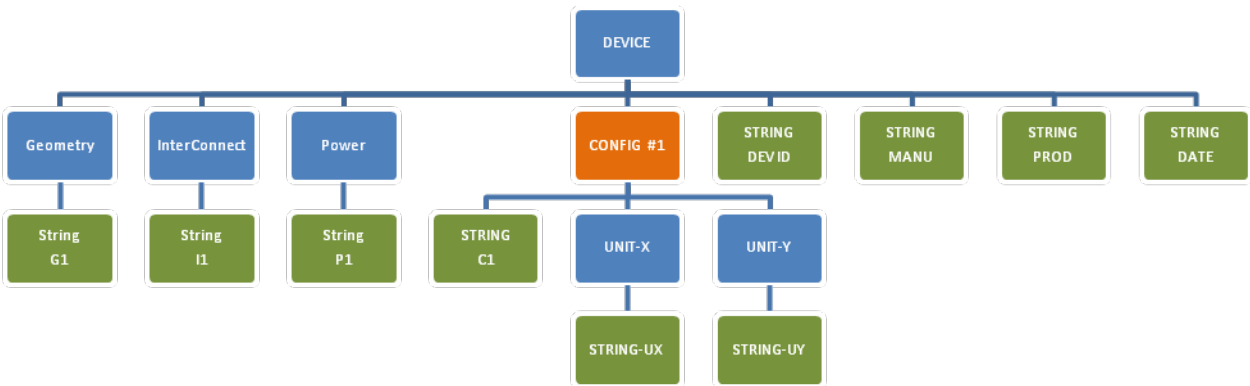 DEVICE
Geometry
InterConnect
Power
CONFIG #1
STRING
DEV ID
STRING
MANU
STRING
PROD
STRING
DATE
String
G1
String
I1
String
P1
STRING
C1
UNIT-X
UNIT-Y
STRING-UX
STRING-UY